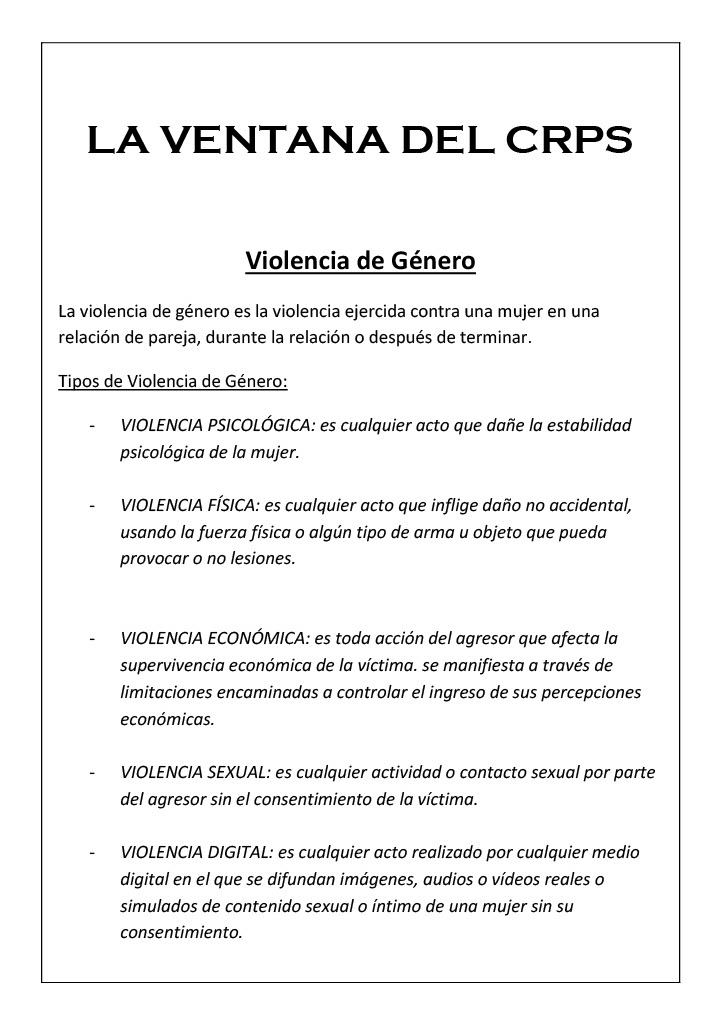 LA VENTANA DEL CRPS
Violencia de Género
La violencia de género es la violencia ejercida contra una mujer en una
relación de pareja, durante la relación o después de terminar.
Tipos de Violencia de Género:
- VIOLENCIA PSICOLÓGICA: es cualquier acto que dañe la estabilidad
psicológica de la mujer.
- VIOLENCIA FÍSICA: es cualquier acto que inflige daño no accidental,
usando la fuerza física o algún tipo de arma u objeto que pueda
provocar o no lesiones.
- VIOLENCIA ECONÓMICA: es toda acción del agresor que afecta la
supervivencia económica de la víctima. se manifiesta a través de
limitaciones encaminadas a controlar el ingreso de sus percepciones
económicas.
- VIOLENCIA SEXUAL: es cualquier actividad o contacto sexual por parte
del agresor sin el consentimiento de la víctima.
- VIOLENCIA DIGITAL: es cualquier acto realizado por cualquier medio
digital en el que se difundan imágenes, audios o vídeos reales o
simulados de contenido sexual o íntimo de una mujer sin su
consentimiento.